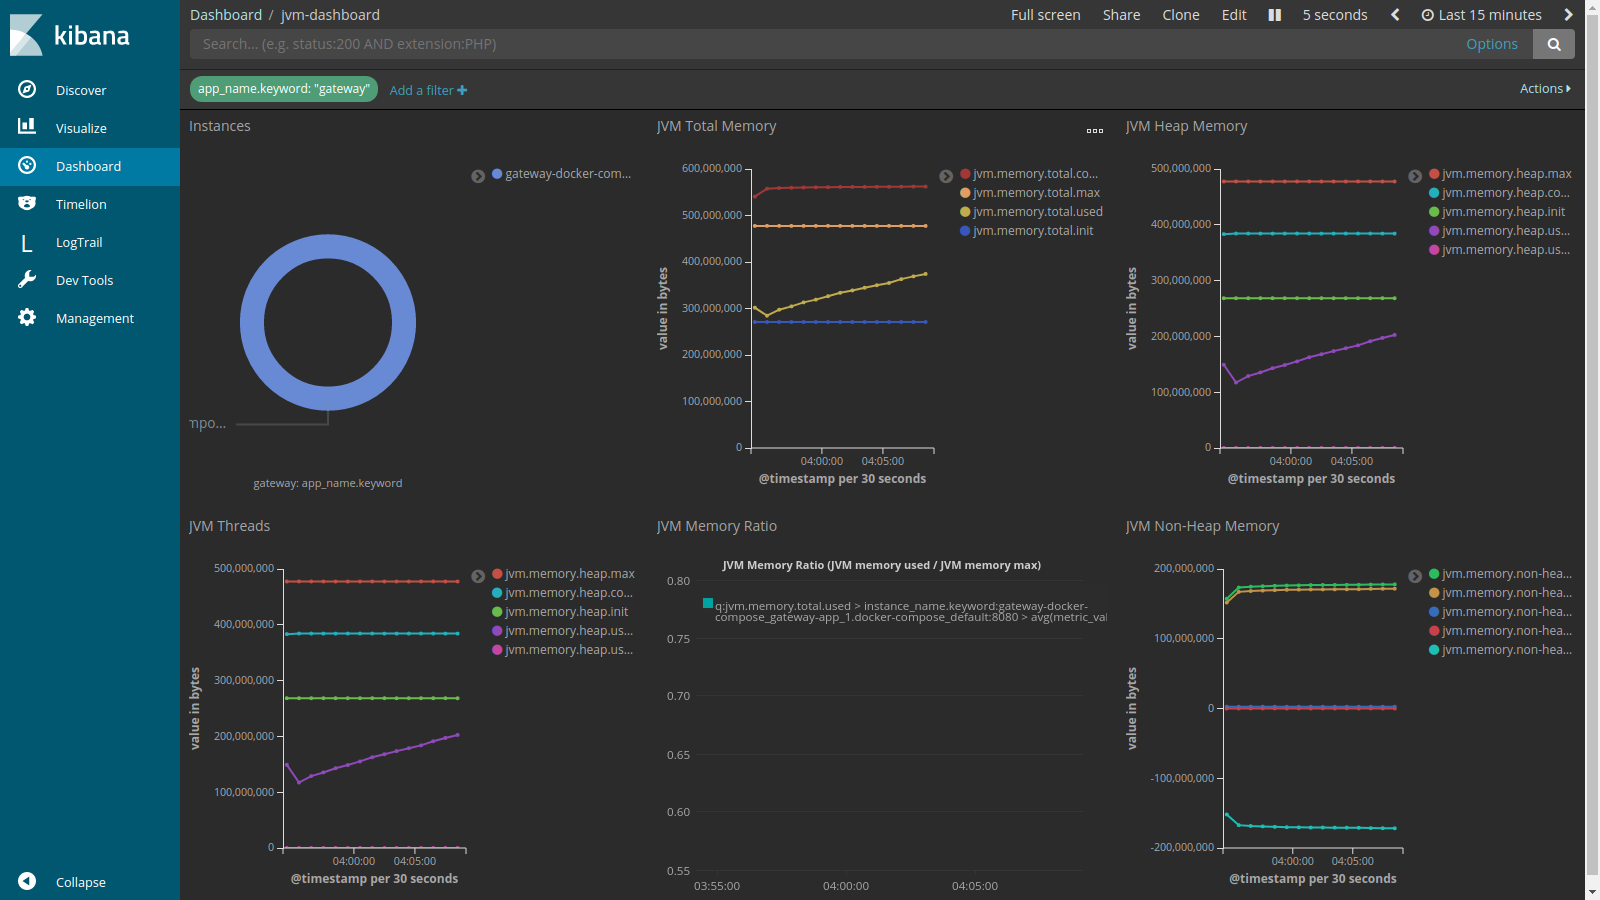 kibana
Discover
Visualize
Dashboard
Timelion
LogTrail
Dev Tools
Management
Collapse
Dashboard / jvm-dashboard
Full screen Share Clone Edit 5 seconds Last 15 minutes
Search... (e.g. status:200 AND extension:PHP)
Options
app_name.keyword: "gateway" Add a filter
Actions
Instances
gateway-docker-com...
mpo...
gateway: app_name.keyword
JVM Total Memory
600,000,000
500,000,000
400,000,000
300,000,000
200,000,000
100,000,000
0
value in bytes
04:00:00 04:05:00
@timestamp per 30 seconds
jvm.memory.total.co...
jvm.memory.total.max
jvm.memory.total.used
jvm.memory.total.init
JVM Heap Memory
500,000,000
400,000,000
300,000,000
200,000,000
100,000,000
0
value in bytes
04:00:00 04:05:00
@timestamp per 30 seconds
jvm.memory.heap.max
jvm.memory.heap.co...
jvm.memory.heap.init
jvm.memory.heap.us...
jvm.memory.heap.us...
JVM Threads
500,000,000
400,000,000
300,000,000
200,000,000
100,000,000
0
value in bytes
04:00:00 04:05:00
@timestamp per 30 seconds
jvm.memory.heap.max
jvm.memory.heap.co...
jvm.memory.heap.init
jvm.memory.heap.us...
jvm.memory.heap.us...
JVM Memory Ratio
JVM Memory Ratio (JVM memory used / JVM memory max)
0.80
q:jvm.memory.total.used > instance_name.keyword:gateway-docker-
compose_gateway-app_1.docker-compose_default:8080 > avg(metric_val
0.75
0.70
0.65
0.60
0.55
03:55:00 04:00:00 04:05:00
JVM Non-Heap Memory
200,000,000
100,000,000
0
-100,000,000
-200,000,000
value in bytes
04:00:00 04:05:00
@timestamp per 30 seconds
jvm.memory.non-hea...
jvm.memory.non-hea...
jvm.memory.non-hea...
jvm.memory.non-hea...
jvm.memory.non-hea...